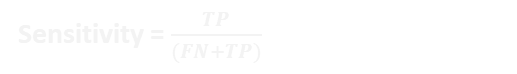 Sensitivity = TP / (FN+TP)